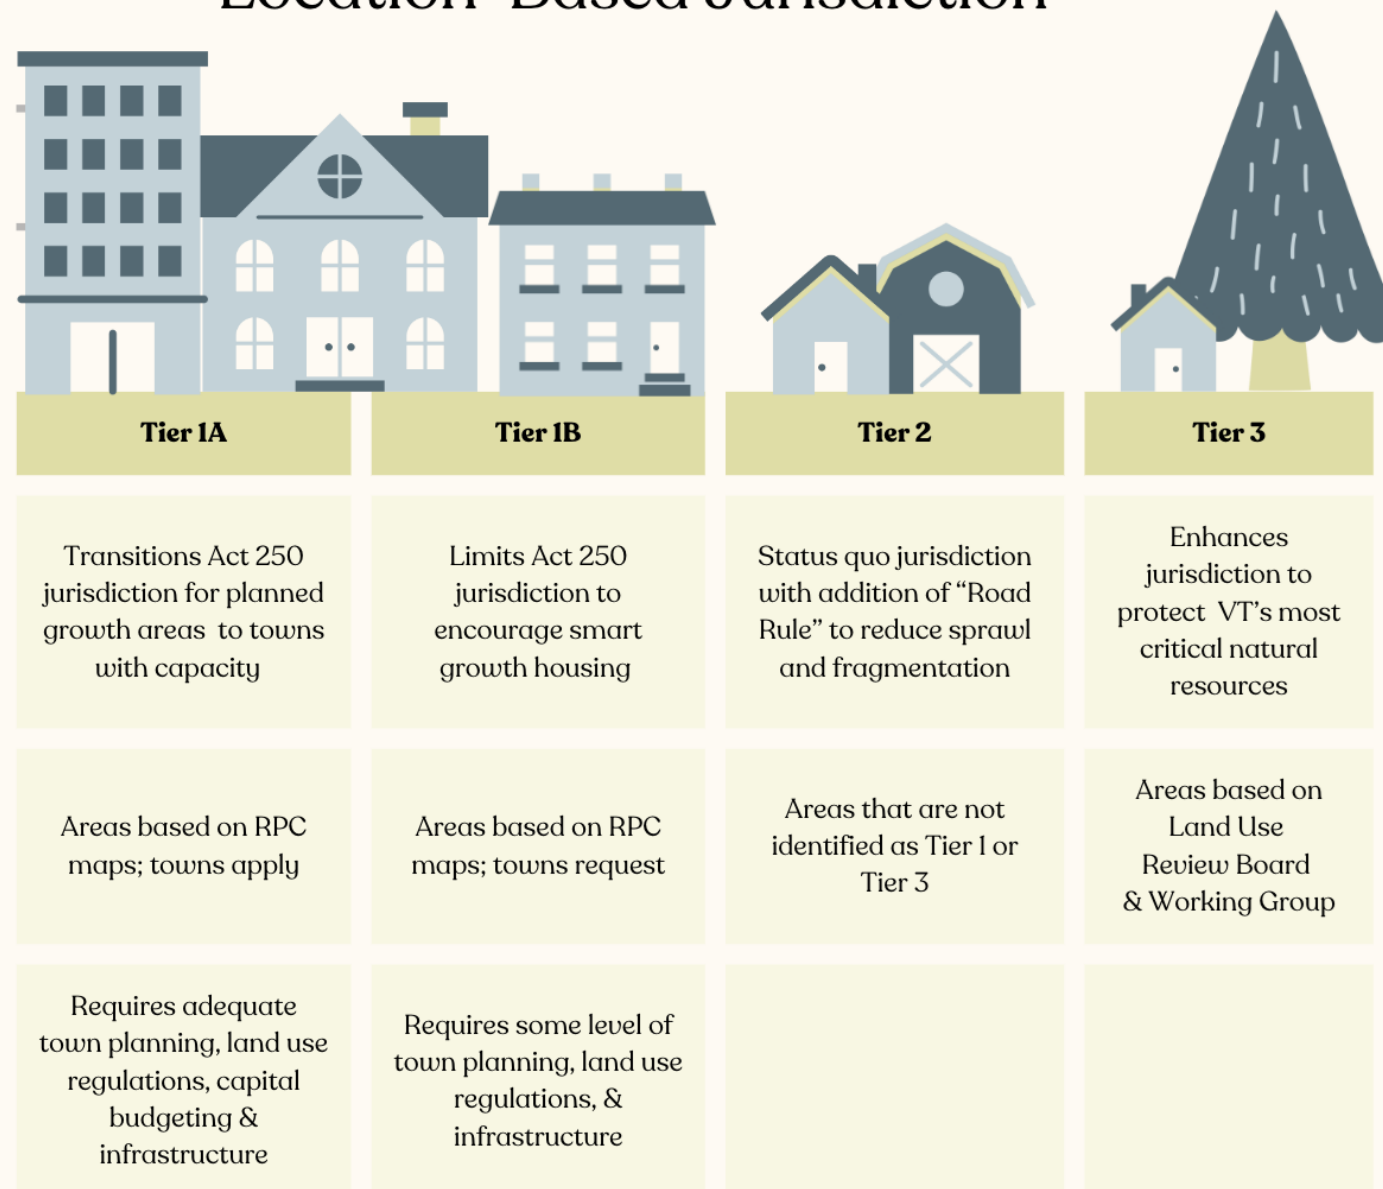 Location-Based Jurisdiction
Tier 1A
Tier 1B
Tier 2
Tier 3
Transitions Act 250
jurisdiction for planned
growth areas to towns
with capacity
Limits Act 250
jurisdiction to
encourage smart
growth housing
Status quo jurisdiction
with addition of “Road
Rule” to reduce sprawl
and fragmentation
Enhances
jurisdiction to
protect VT’s most
critical natural
resources
Areas based on RPC
maps; towns apply
Areas based on RPC
maps; towns request
Areas that are not
identified as Tier 1 or
Tier 3
Areas based on
Land Use
Review Board
& Working Group
Requires adequate
town planning, land use
regulations, capital
budgeting &
infrastructure
Requires some level of
town planning, land use
regulations, &
infrastructure